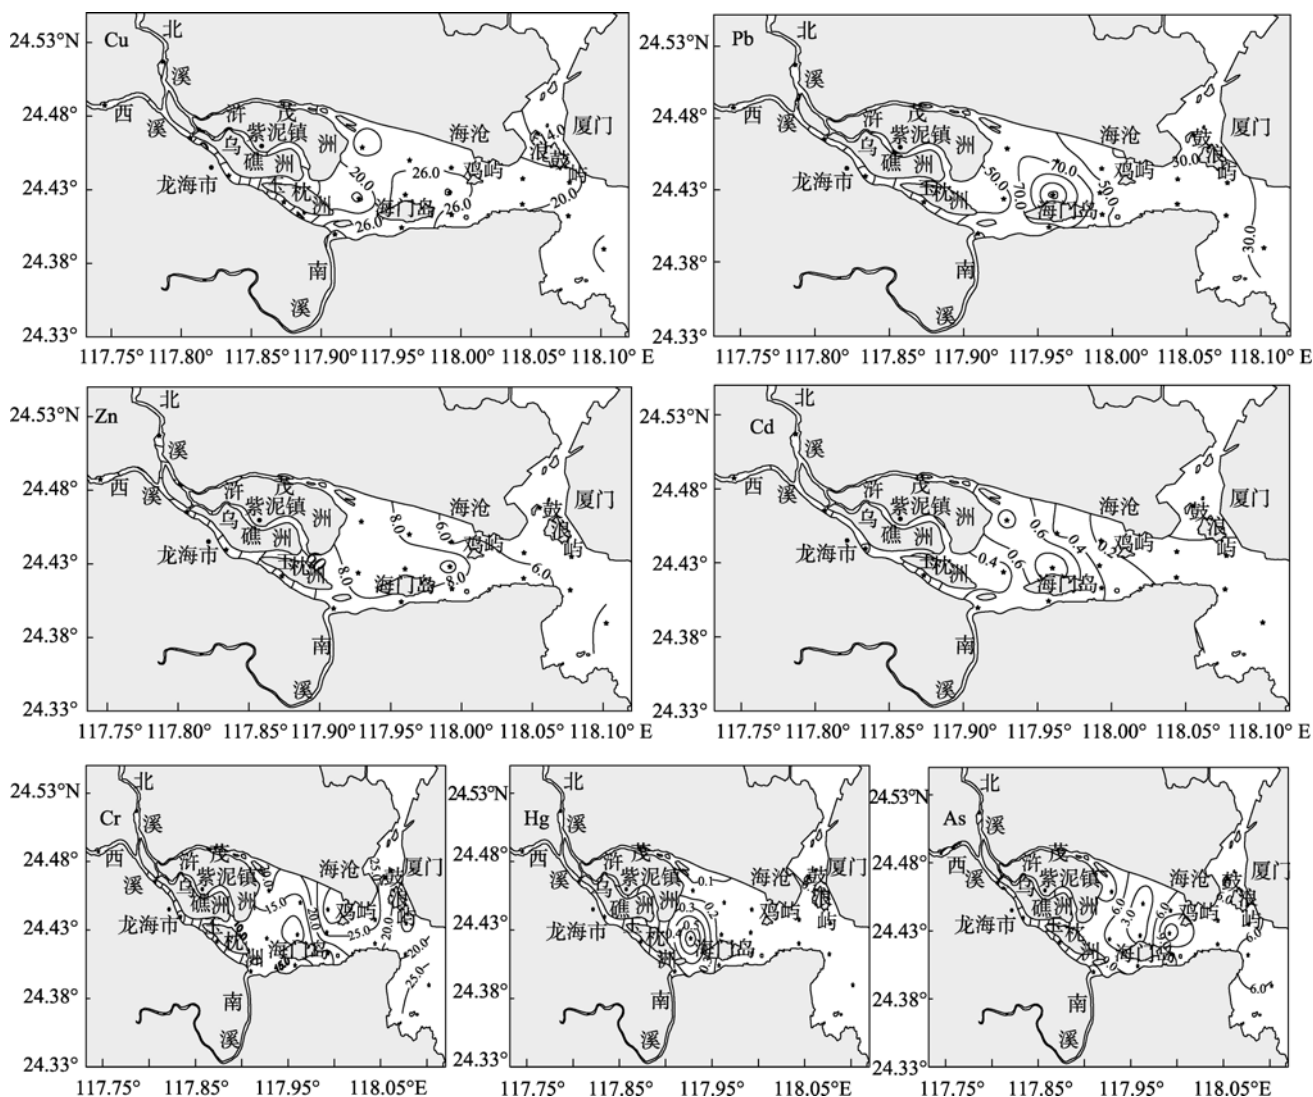 Cu
24.53°N
24.48°
24.43°
24.38°
24.33°
117.75° 117.80° 117.85° 117.90° 117.95° 118.00° 118.05° 118.10° E
北
溪
西
溪
浒
茂
洲
紫泥镇
乌
礁
洲
玉枕
洲
龙海市
海沧
鸡屿
海门岛
厦门
鼓
浪
屿
南
溪
20.0
26.0
26.0
26.0
20.0
14.0
Pb
24.53°N
24.48°
24.43°
24.38°
24.33°
117.75° 117.80° 117.85° 117.90° 117.95° 118.00° 118.05° 118.10° E
北
溪
西
溪
浒
茂
洲
紫泥镇
乌
礁
洲
玉枕
洲
龙海市
海沧
鸡屿
海门岛
厦门
鼓
浪
屿
南
溪
50.0
70.0
70.0
50.0
30.0
30.0
Zn
24.53°N
24.48°
24.43°
24.38°
24.33°
117.75° 117.80° 117.85° 117.90° 117.95° 118.00° 118.05° 118.10° E
北
溪
西
溪
浒
茂
洲
紫泥镇
乌
礁
洲
玉枕
洲
龙海市
海沧
鸡屿
海门岛
厦门
鼓
浪
屿
南
溪
8.0
6.0
8.0
8.0
6.0
Cd
24.53°N
24.48°
24.43°
24.38°
24.33°
117.75° 117.80° 117.85° 117.90° 117.95° 118.00° 118.05° 118.10° E
北
溪
西
溪
浒
茂
洲
紫泥镇
乌
礁
洲
玉枕
洲
龙海市
海沧
鸡屿
海门岛
厦门
鼓
浪
屿
南
溪
0.6
0.4
0.4
0.6
Cr
24.53°N
24.48°
24.43°
24.38°
24.33°
117.75° 117.85° 117.95° 118.05° E
北
溪
西
溪
浒
茂
洲
紫泥镇
乌
礁
洲
玉枕
洲
龙海市
海沧
鸡屿
海门岛
厦门
鼓
浪
屿
南
溪
15.0
20.0
25.0
25.0
20.0
20.0
25.0
Hg
24.53°N
24.48°
24.43°
24.38°
24.33°
117.75° 117.85° 117.95° 118.05° E
北
溪
西
溪
浒
茂
洲
紫泥镇
乌
礁
洲
玉枕
洲
龙海市
海沧
鸡屿
海门岛
厦门
鼓
浪
屿
南
溪
0.1
0.2
0.3
As
24.53°N
24.48°
24.43°
24.38°
24.33°
117.75° 117.85° 117.95° 118.05° E
北
溪
西
溪
浒
茂
洲
紫泥镇
乌
礁
洲
玉枕
洲
龙海市
海沧
鸡屿
海门岛
厦门
鼓
浪
屿
南
溪
6.0
3.0
6.0
6.0
6.0